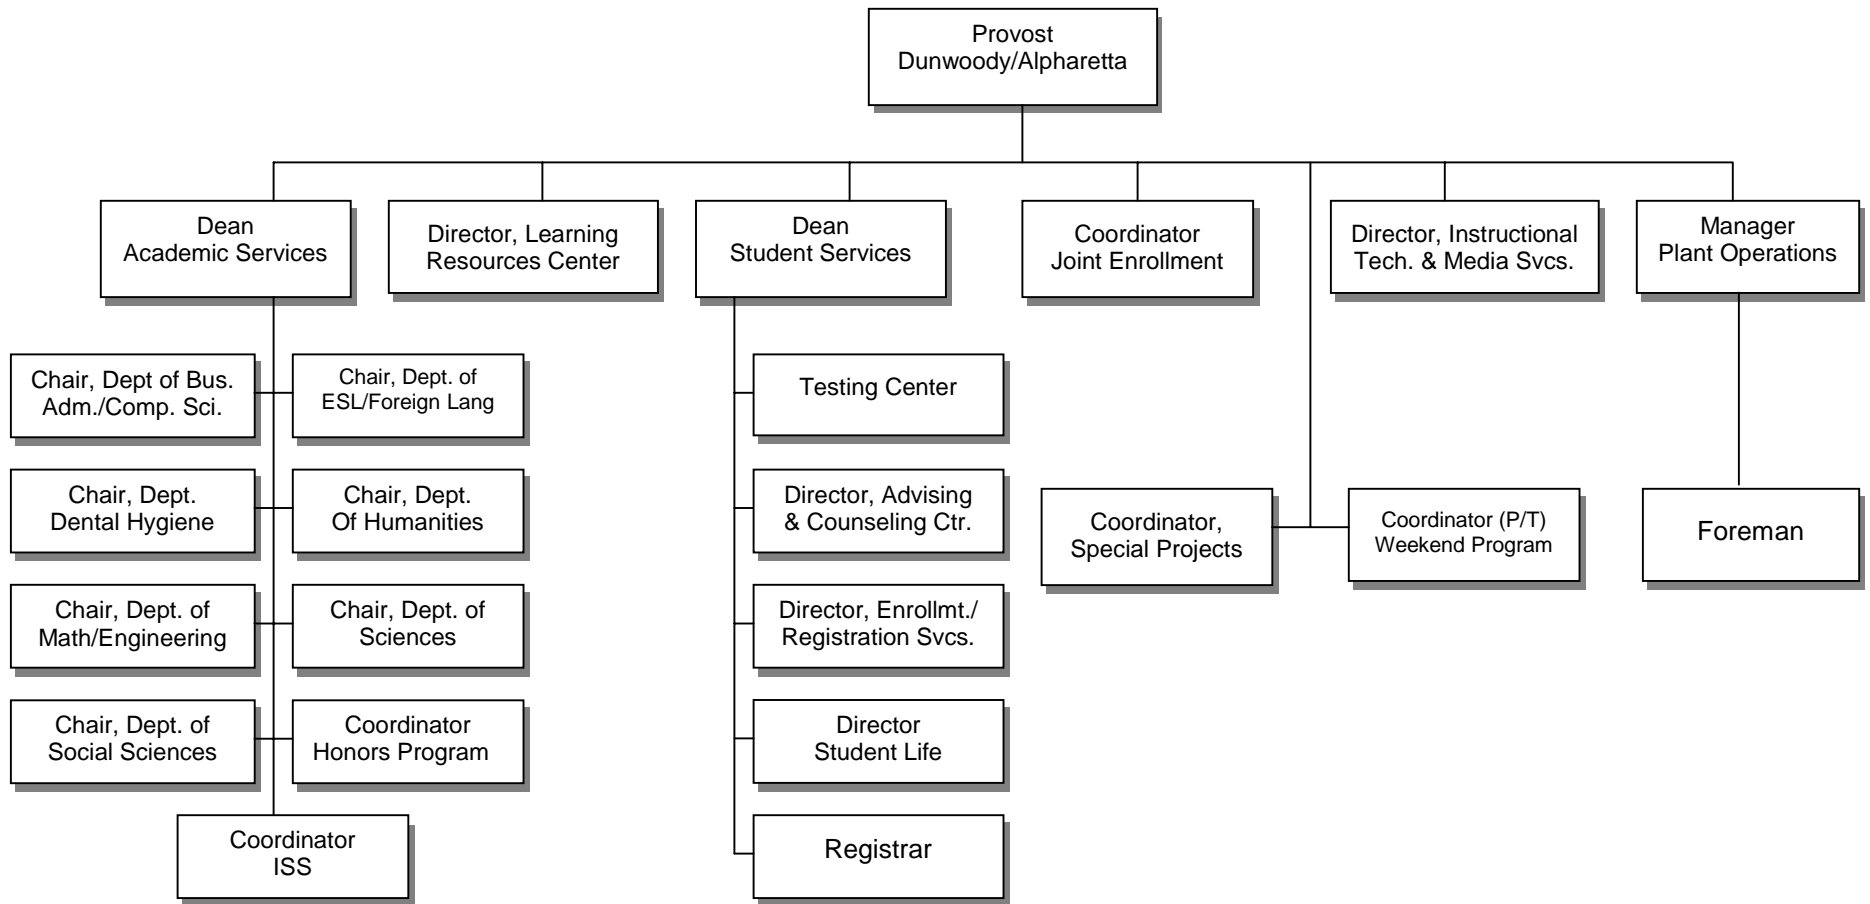 Provost
Dunwoody/Alpharetta
Dean
Academic Services
Director, Learning
Resources Center
Dean
Student Services
Coordinator
Joint Enrollment
Director, Instructional
Tech. & Media Svcs.
Manager
Plant Operations
Chair, Dept of Bus.
Adm./Comp. Sci.
Chair, Dept. of
ESL/Foreign Lang
Testing Center
Chair, Dept.
Dental Hygiene
Chair, Dept.
Of Humanities
Director, Advising
& Counseling Ctr.
Coordinator,
Special Projects
Coordinator (P/T)
Weekend Program
Foreman
Chair, Dept. of
Math/Engineering
Chair, Dept. of
Sciences
Director, Enrollmt./
Registration Svcs.
Chair, Dept. of
Social Sciences
Coordinator
Honors Program
Director
Student Life
Coordinator
ISS
Registrar